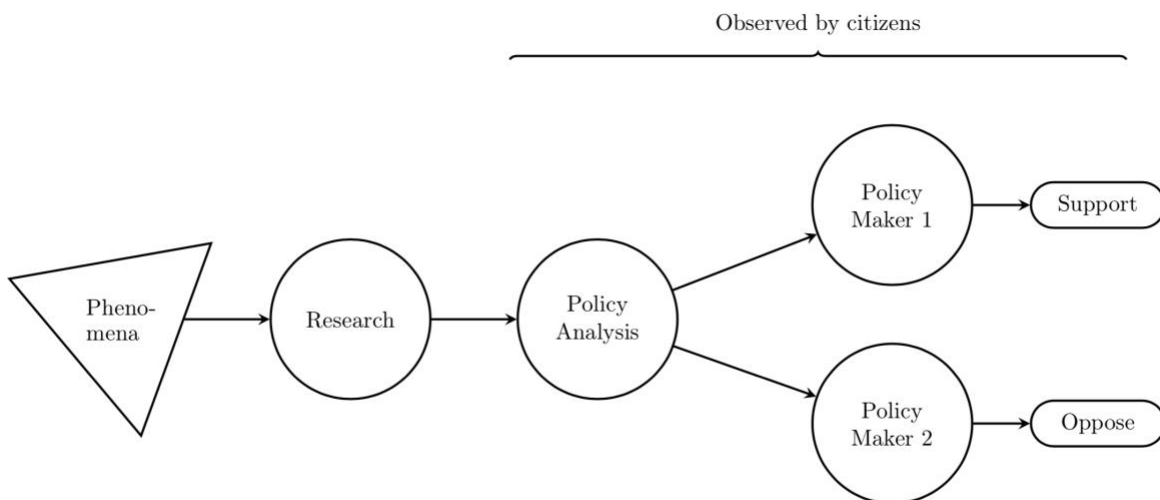 Observed by citizens
Pheno-
mena
Research
Policy
Analysis
Policy
Maker 1
Support
Policy
Maker 2
Oppose